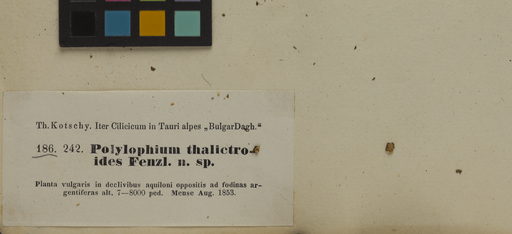 Th. Kotschy. Iter Cilicicum in Tauri alpes „BulgarDagh.“
186. 242. Polylophium thalictro-
ides Fenzl. n. sp.
Planta vulgaris in declivibus aquiloni oppositis ad fodinas ar-
gentiferas alt. 7—8000 ped. Mense Aug. 1853.